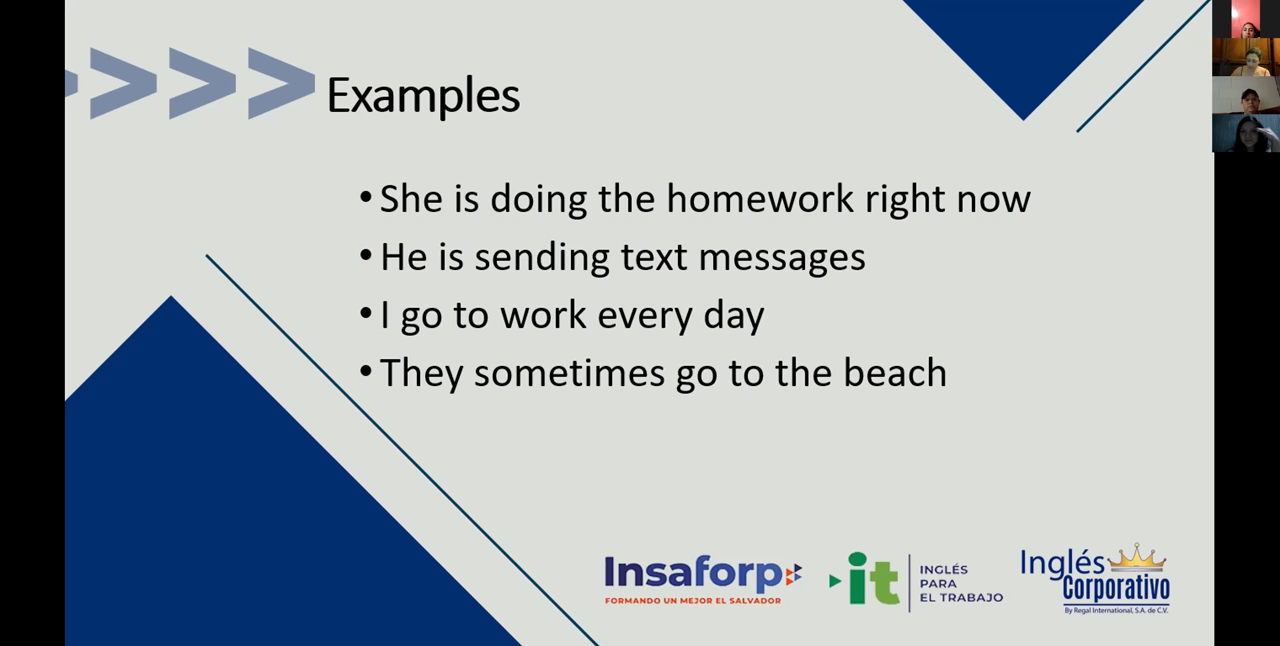 Examples
• She is doing the homework right now
• He is sending text messages
• I go to work every day
• They sometimes go to the beach
Insaforp
FORMANDO UN MEJOR EL SALVADOR
it
INGLÉS
PARA
EL TRABAJO
Inglés
Corporativo
By Regal International, S.A. de C.V.